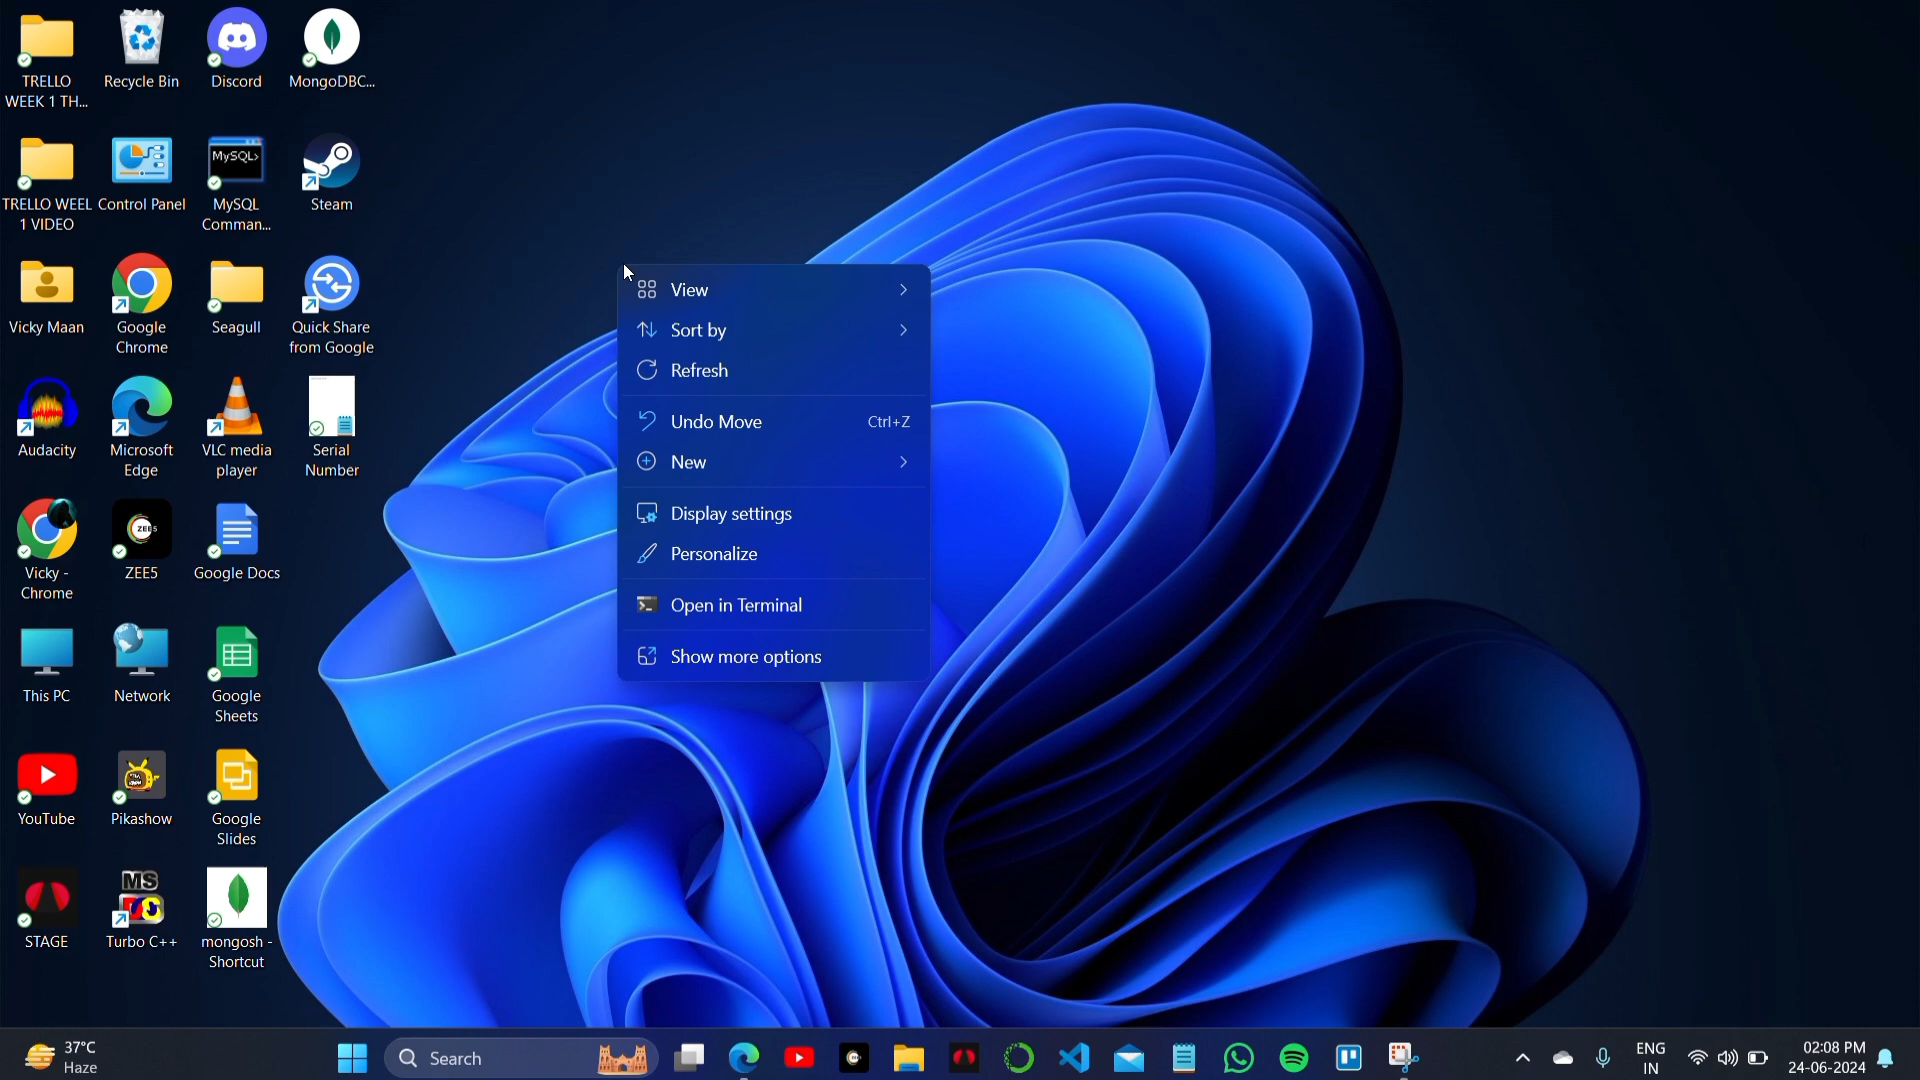 TRELLO
WEEK 1 TH...
Recycle Bin
Discord
MongoDBC...
TRELLO WEEL
1 VIDEO
Control Panel
MySQL>
MySQL
Comman...
Steam
Vicky Maan
Google
Chrome
Seagull
Quick Share
from Google
Audacity
Microsoft
Edge
VLC media
player
Serial
Number
Vicky -
Chrome
ZEE5
ZEE5
Google Docs
This PC
Network
Google
Sheets
YouTube
Pikashow
Google
Slides
STAGE
MS
Turbo C++
mongosh -
Shortcut
View
Sort by
Refresh
Undo Move Ctrl+Z
New
Display settings
Personalize
Open in Terminal
Show more options
37°C
Haze
Search
ENG
IN
02:08 PM
24-06-2024